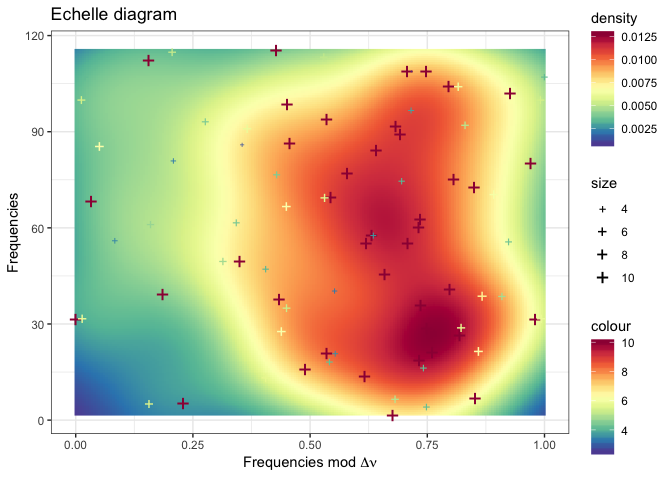 Echelle diagram
Frequencies
120
90
60
30
0
0.00 0.25 0.50 0.75 1.00
Frequencies mod Δν
density
0.0125
0.0100
0.0075
0.0050
0.0025
size
4
6
8
10
colour
10
8
6
4